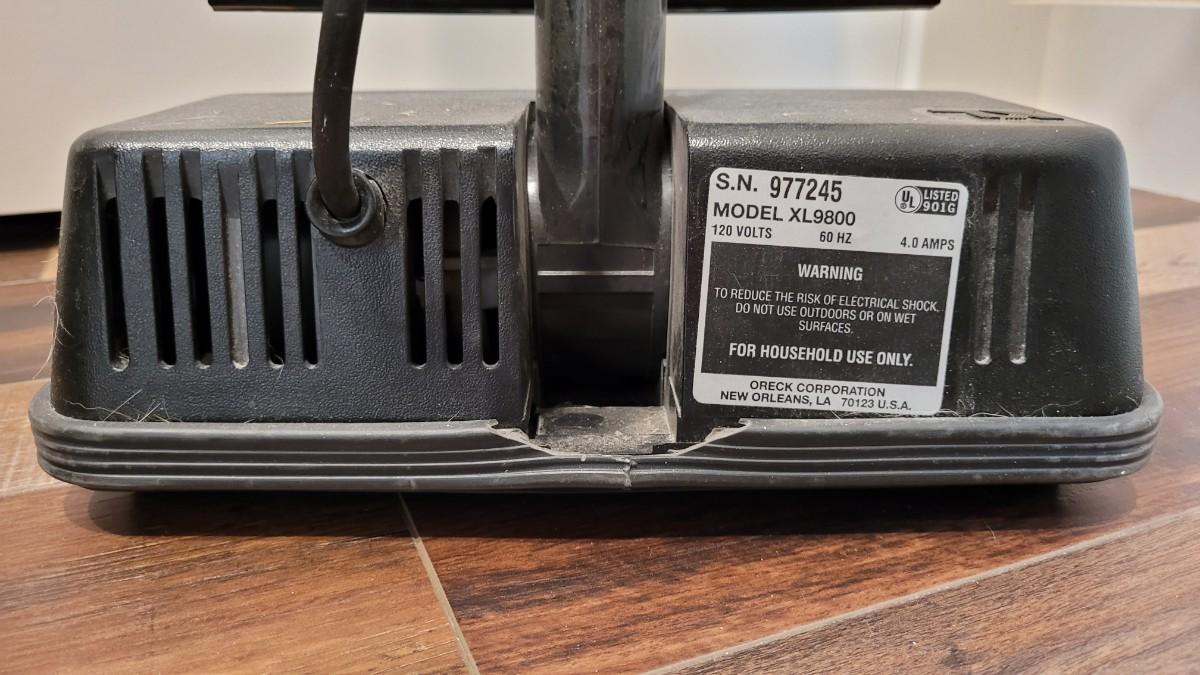 S.N. 977245
UL LISTED
901G
MODEL XL9800
120 VOLTS 60 HZ 4.0 AMPS
WARNING
TO REDUCE THE RISK OF ELECTRICAL SHOCK,
DO NOT USE OUTDOORS OR ON WET
SURFACES.
FOR HOUSEHOLD USE ONLY.
ORECK CORPORATION
NEW ORLEANS, LA 70123 U.S.A.